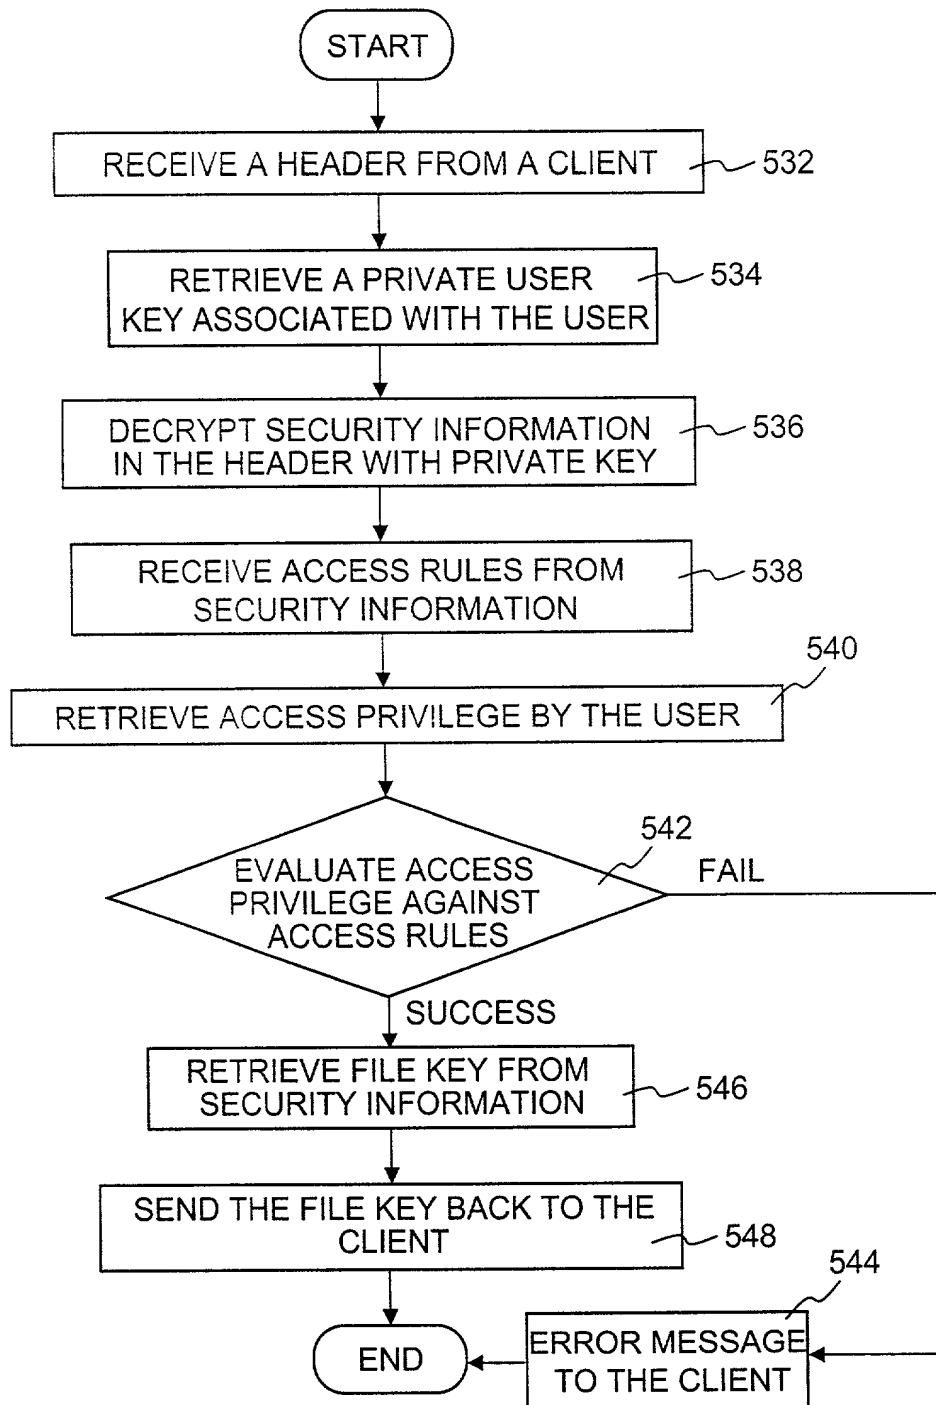 START
RECEIVE A HEADER FROM A CLIENT
532
RETRIEVE A PRIVATE USER
KEY ASSOCIATED WITH THE USER
534
DECRYPT SECURITY INFORMATION
IN THE HEADER WITH PRIVATE KEY
536
RECEIVE ACCESS RULES FROM
SECURITY INFORMATION
538
540
RETRIEVE ACCESS PRIVILEGE BY THE USER
542
EVALUATE ACCESS
PRIVILEGE AGAINST
ACCESS RULES
FAIL
SUCCESS
RETRIEVE FILE KEY FROM
SECURITY INFORMATION
546
SEND THE FILE KEY BACK TO THE
CLIENT
548
544
ERROR MESSAGE
TO THE CLIENT
END